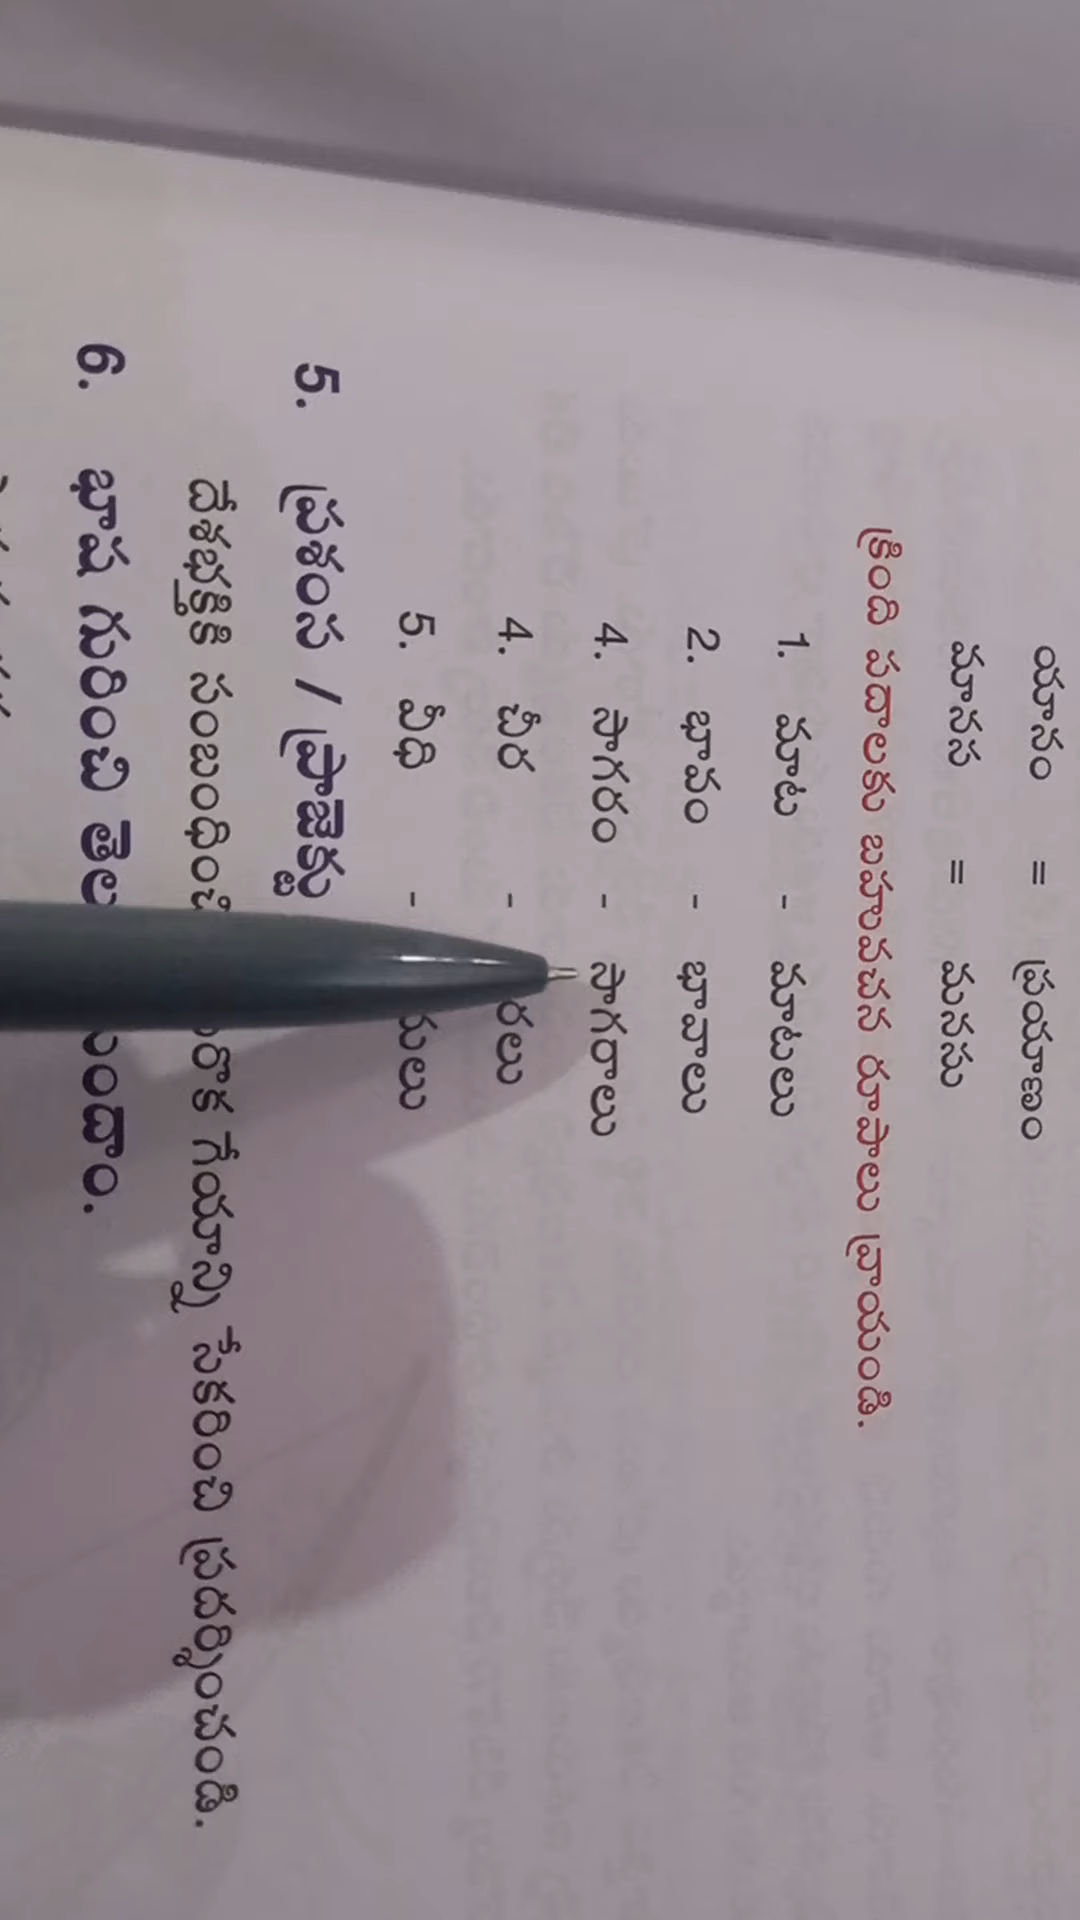 యానం = ప్రయాణం
మానస = మనసు
క్రింది పదాలకు బహువచన రూపాలు వ్రాయండి.
1. మాట - మాటలు
2. భావం - భావాలు
4. సాగరం - సాగరాలు
4. చీర -
5. వీధి -
5. ప్రశంస / ప్రాజెక్టు
దేశభక్తికి సంబంధించి గేయాన్ని సేకరించి ప్రదర్శించండి.
6. భాష గురించి